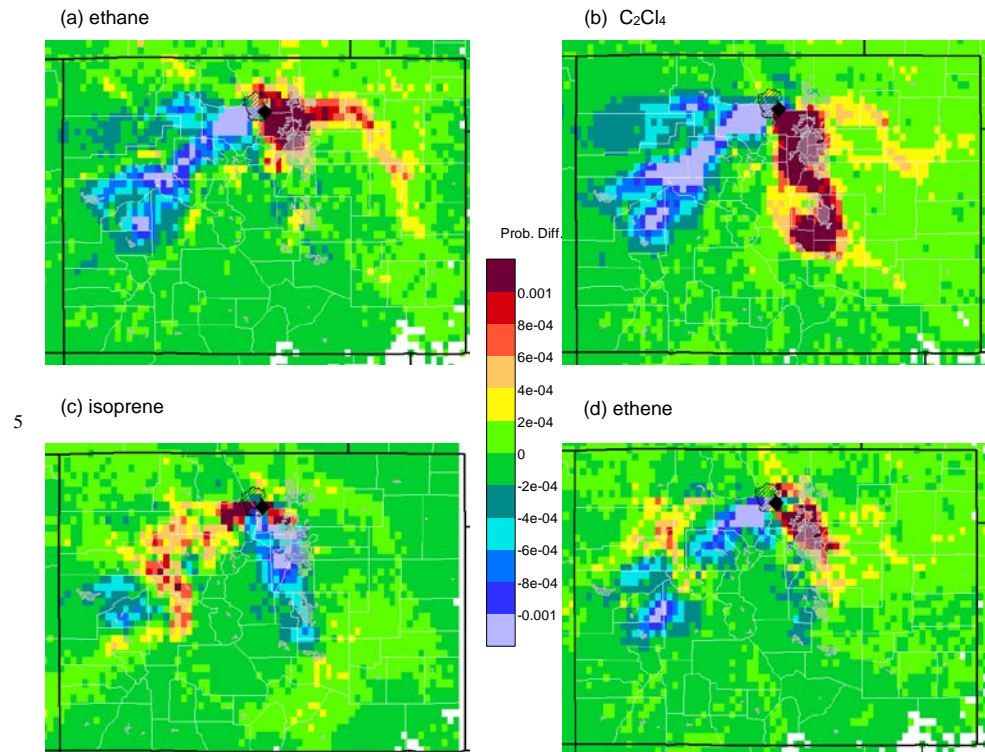 (a) ethane
(b) C₂Cl₄
Prob. Diff.
0.001
8e-04
6e-04
4e-04
2e-04
0
-2e-04
-4e-04
-6e-04
-8e-04
-0.001
5
(c) isoprene
(d) ethene